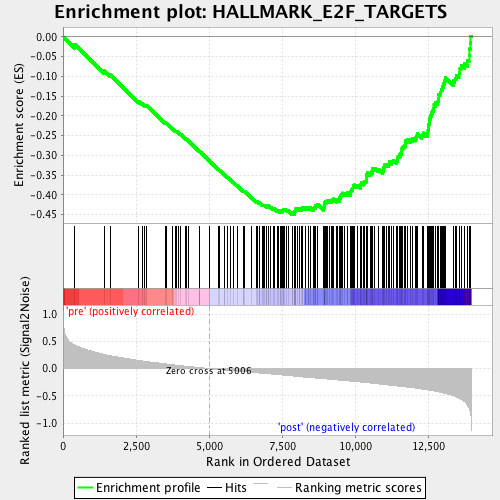 Enrichment plot: HALLMARK_E2F_TARGETS
Enrichment score (ES)
0.00
-0.05
-0.10
-0.15
-0.20
-0.25
-0.30
-0.35
-0.40
-0.45
'pre' (positively correlated)
Ranked list metric (Signal2Noise)
1.0
0.5
0.0
-0.5
-1.0
Zero cross at 5006
'post' (negatively correlated)
0
2,500
5,000
7,500
10,000
12,500
Rank in Ordered Dataset
Enrichment profile
Hits
Ranking metric scores